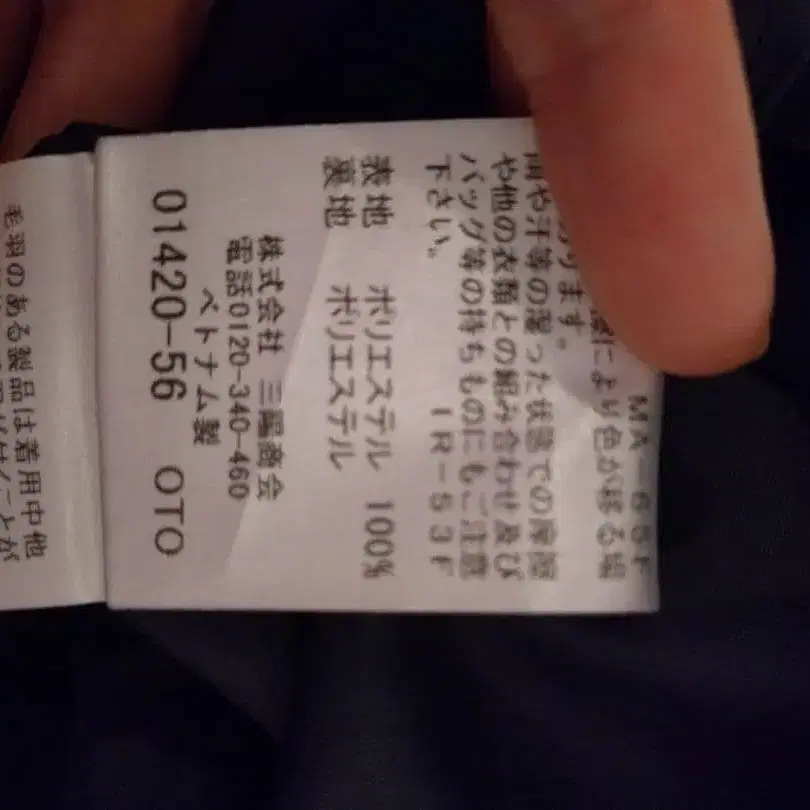 MA-65F
際により色が移る場
ります。
雨や汗等の湿った状態での摩擦
や他の衣類との組み合わせ及び
バッグ等の持ちものにもご注意
下さい。 IR-53F
表地 ポリエステル 100%
裏地 ポリエステル
株式会社 三陽商会
電話0120-340-460
ベトナム製
01420-56 OTO
毛羽のある製品は着用中他